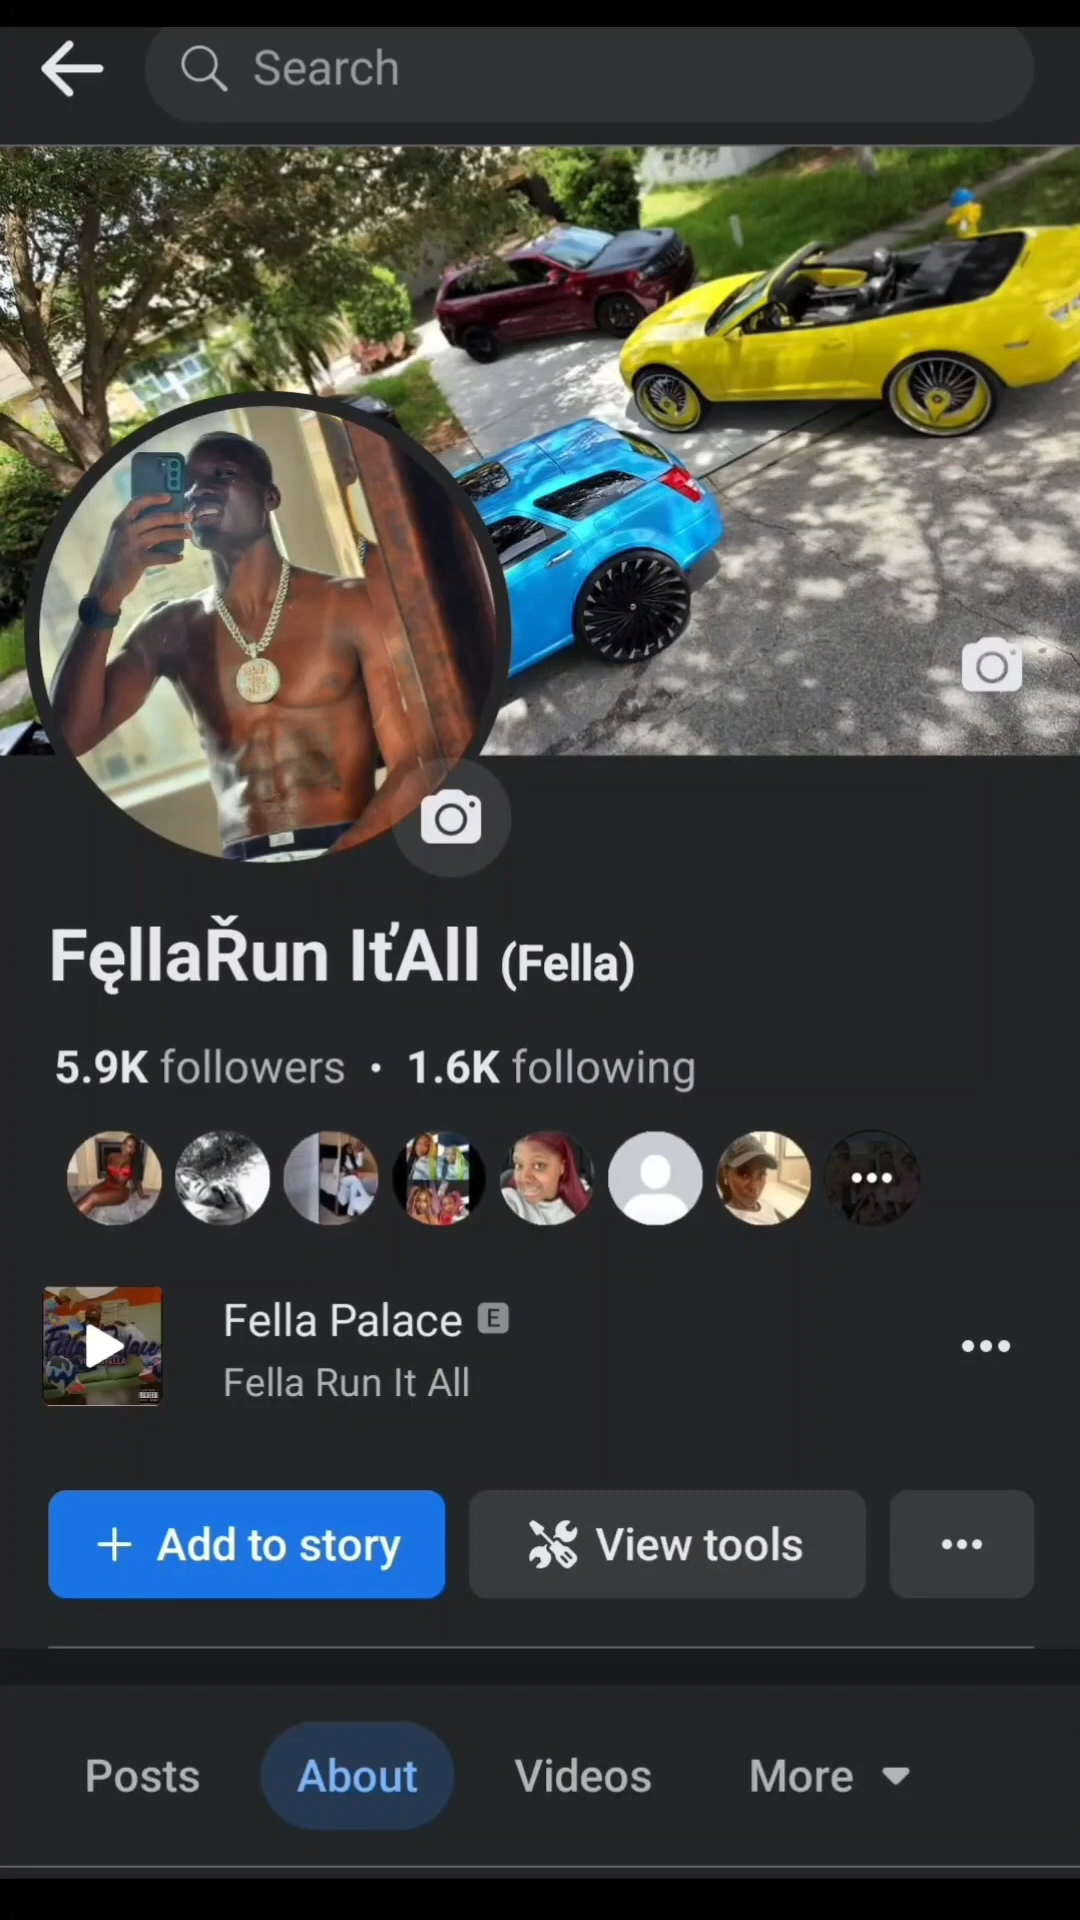 Search
FęllaŘun IťAll (Fella)
5.9K followers • 1.6K following
Fella Palace E
Fella Run It All
+ Add to story
View tools
Posts
About
Videos
More